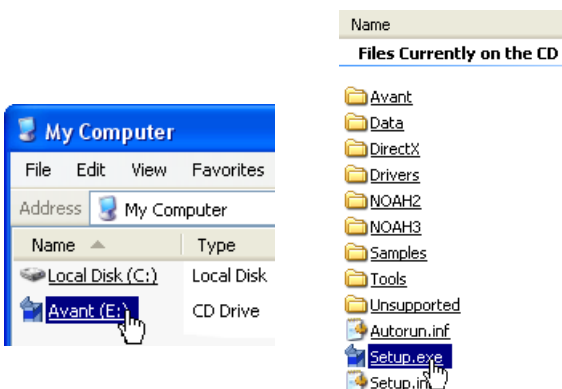 My Computer
File Edit View Favorites
Address My Computer
Name Type
Local Disk (C:) Local Disk
Avant (E:) CD Drive
Name
Files Currently on the CD
Avant
Data
DirectX
Drivers
NOAH2
NOAH3
Samples
Tools
Unsupported
Autorun.inf
Setup.exe